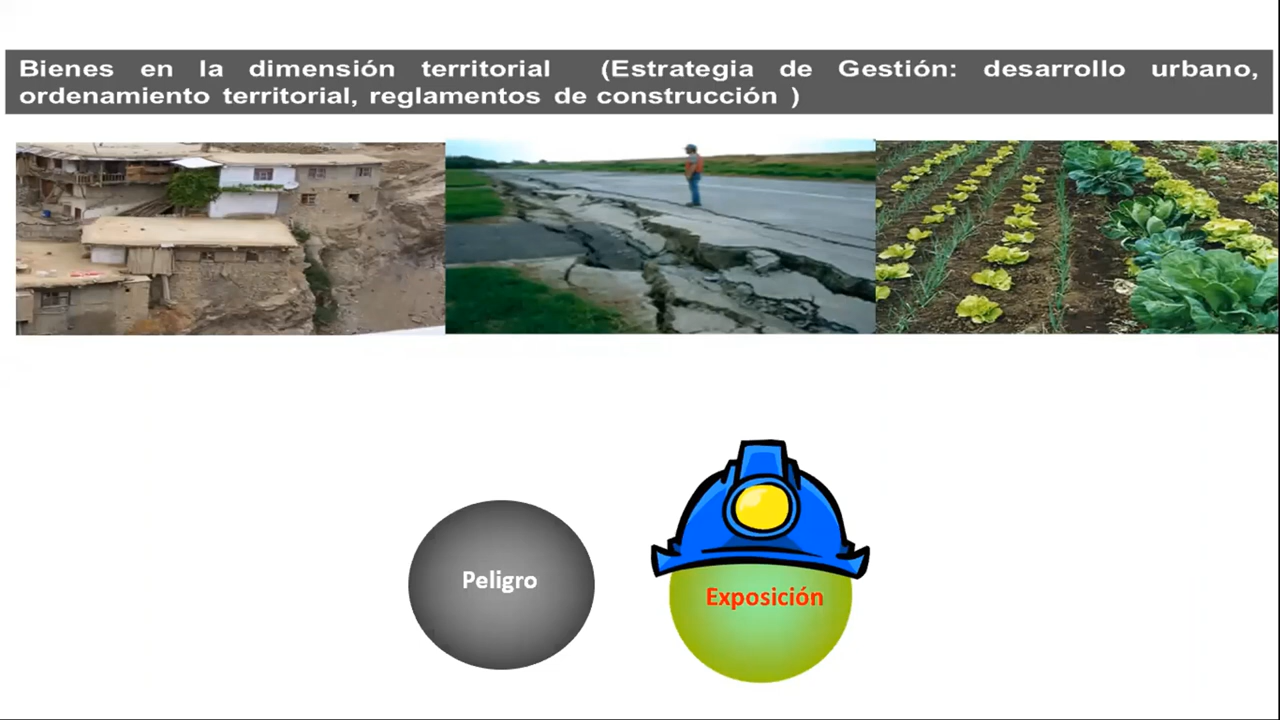 Bienes en la dimensión territorial (Estrategia de Gestión: desarrollo urbano,
ordenamiento territorial, reglamentos de construcción )
Peligro
Exposición